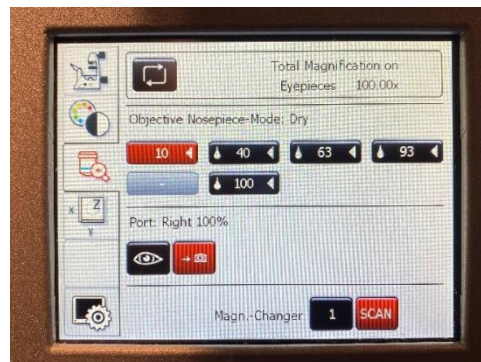 Total Magnification on
Eyepieces 100.00x
Objective Nosepiece-Mode: Dry
10 40 63 93
- 100
x Z
Y
Port: Right 100%
Magn.-Changer 1 SCAN